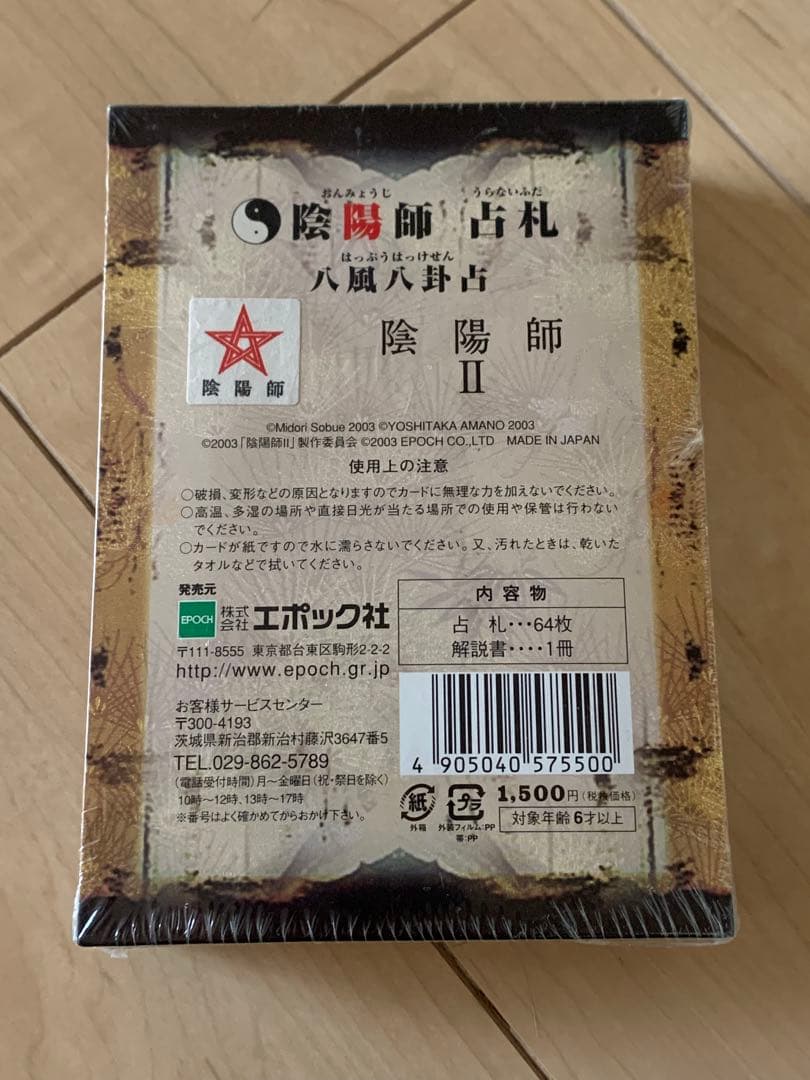 おんみょうじ うらないふだ
陰陽師 占札
はっぷうはっけせん
八風八卦占
陰陽師
陰陽師
II
©Midori Sobue 2003 ©YOSHITAKA AMANO 2003
©2003「陰陽師II」製作委員会 ©2003 EPOCH CO.,LTD MADE IN JAPAN
使用上の注意
○破損、変形などの原因となりますのでカードに無理な力を加えないでください。
○高温、多湿の場所や直接日光が当たる場所での使用や保管は行わない
でください。
○カードが紙ですので水に濡らさないでください。又、汚れたときは、乾いた
タオルなどで拭いてください。
発売元
EPOCH 株式会社 エポック社
〒111-8555 東京都台東区駒形2-2-2
http://www.epoch.gr.jp
お客様サービスセンター
〒300-4193
茨城県新治郡新治村藤沢3647番5
TEL.029-862-5789
(電話受付時間)月〜金曜日(祝・祭日を除く)
10時〜12時、13時〜17時
※番号はよく確かめてからおかけ下さい。
内容物
占札・・・64枚
解説書・・・・1冊
4 905040 575500
紙 プラ 1,500円(税抜価格)
外箱 外装フィルム:PP
帯:PP
対象年齢 6才以上